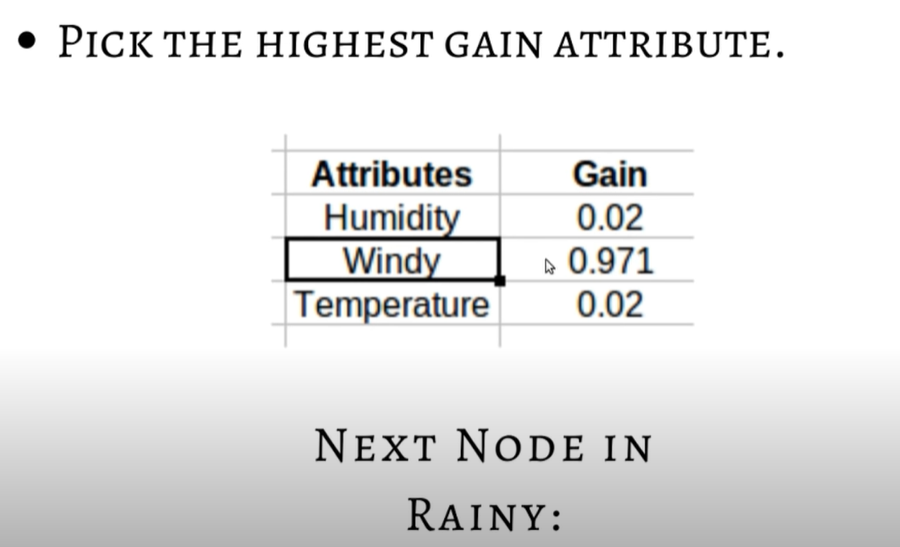 • Pick the highest gain attribute.
Attributes Gain
Humidity 0.02
Windy 0.971
Temperature 0.02
Next Node in
Rainy: